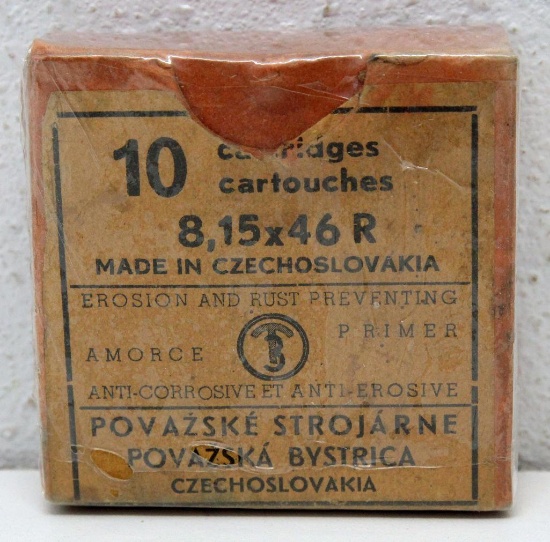 10 cartridges
cartouches
8,15x46 R
MADE IN CZECHOSLOVAKIA
EROSION AND RUST PREVENTING
PRIMER
AMORCE
ANTI-CORROSIVE ET ANTI-EROSIVE
POVAŽSKÉ STROJÁRNE
POVAŽSKÁ BYSTRICA
CZECHOSLOVAKIA